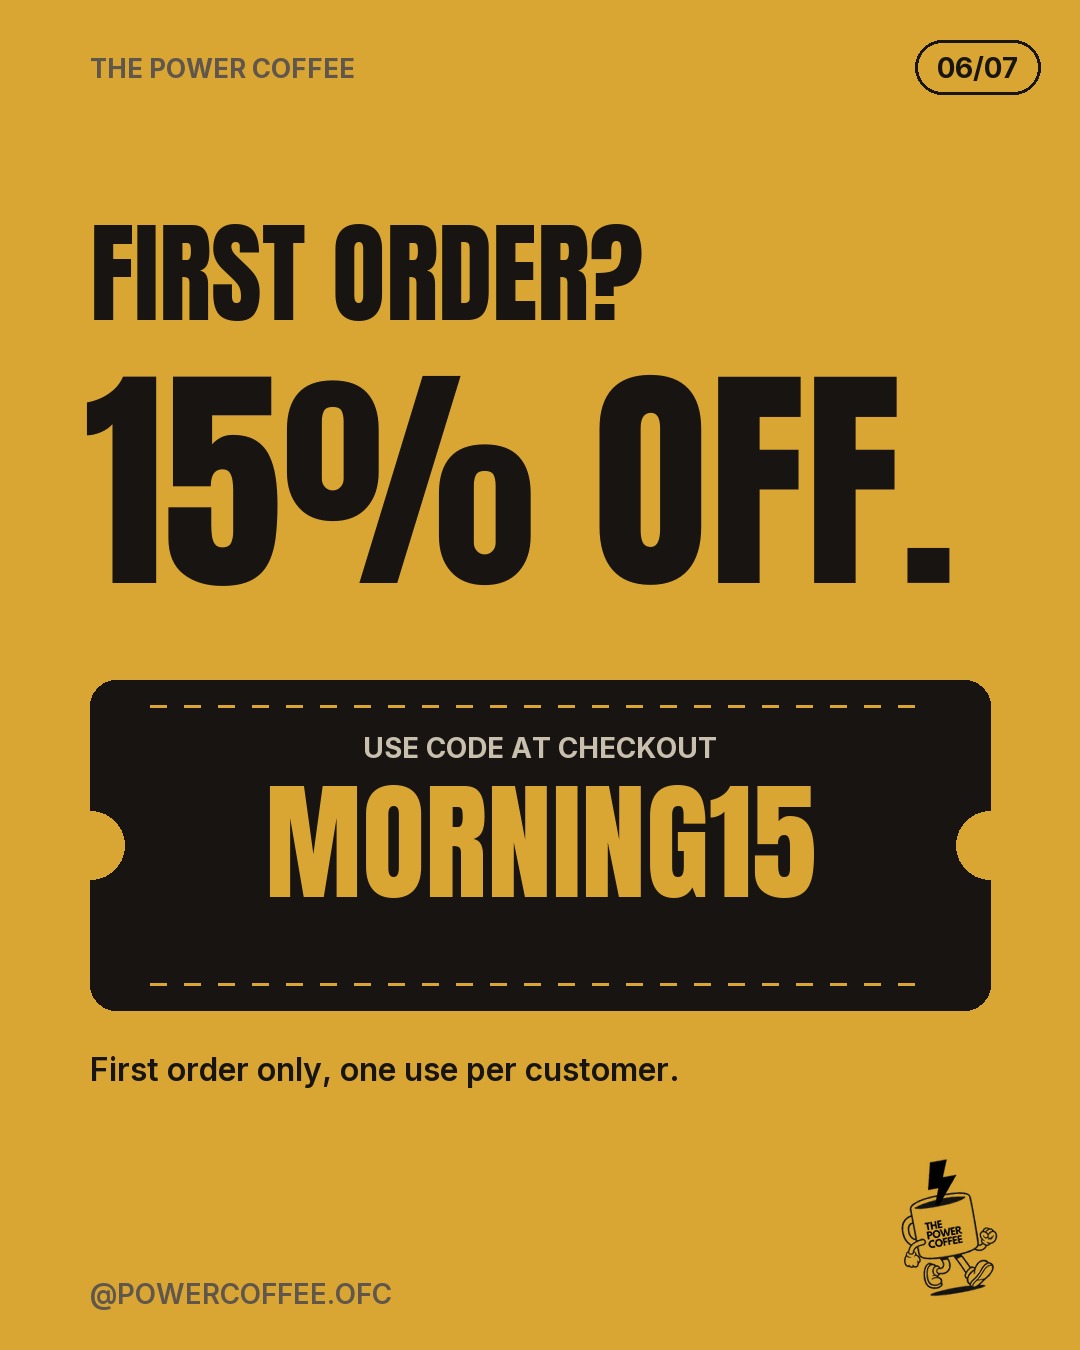 THE POWER COFFEE
06/07
FIRST ORDER?
15% OFF.
USE CODE AT CHECKOUT
MORNING15
First order only, one use per customer.
THE
POWER
COFFEE
@POWERCOFFEE.OFC